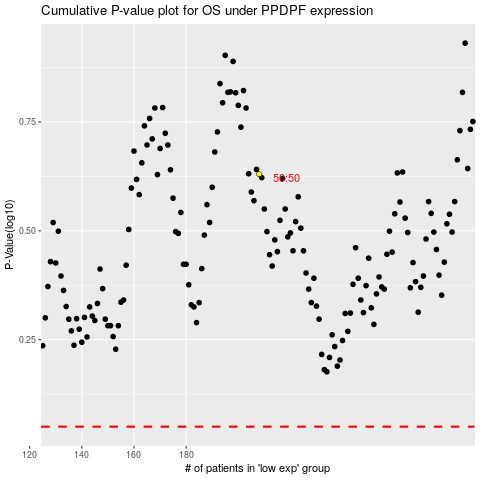 Cumulative P-value plot for OS under PPDPF expression
P-Value(log10)
0.75
50:50
0.50
0.25
120 140 160 180
# of patients in 'low exp' group